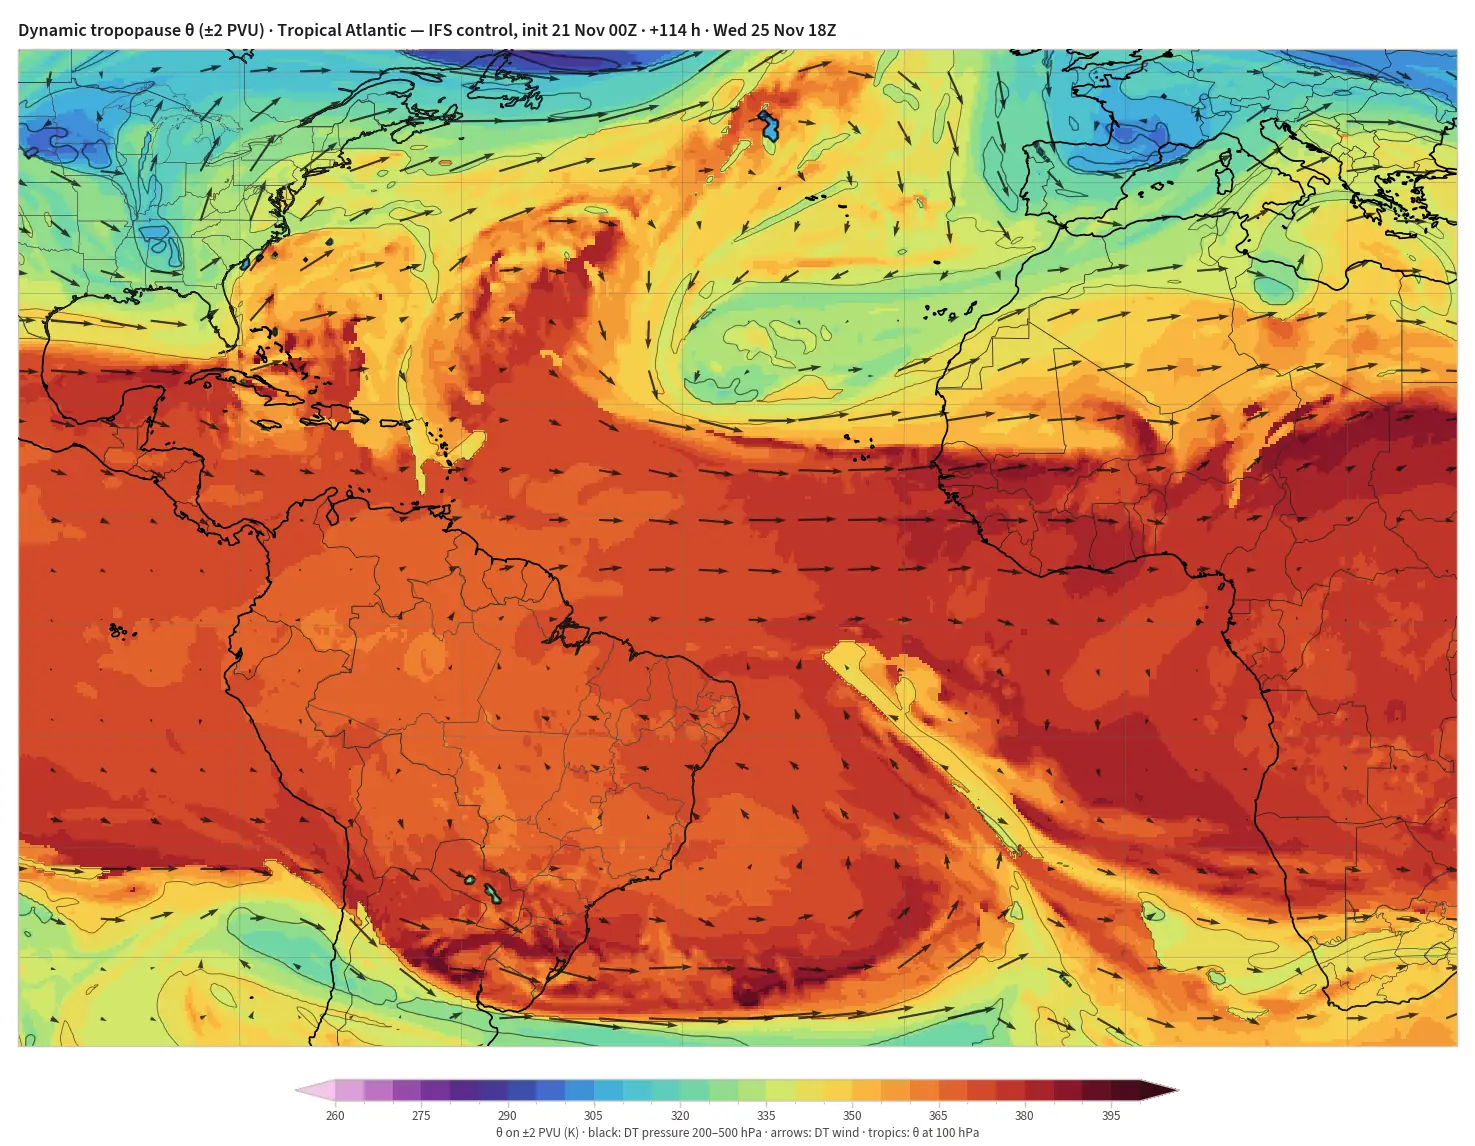 Dynamic tropopause θ (±2 PVU) · Tropical Atlantic — IFS control, init 21 Nov 00Z · +114 h · Wed 25 Nov 18Z
260 275 290 305 320 335 350 365 380 395
θ on ±2 PVU (K) · black: DT pressure 200–500 hPa · arrows: DT wind · tropics: θ at 100 hPa